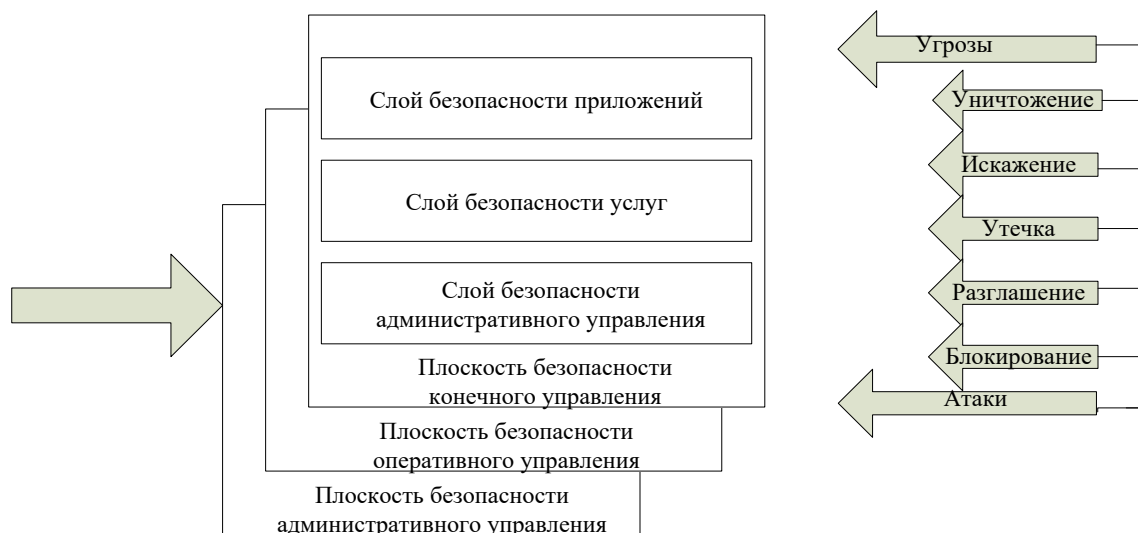 Слой безопасности приложений
Слой безопасности услуг
Слой безопасности
административного управления
Плоскость безопасности
конечного управления
Плоскость безопасности
оперативного управления
Плоскость безопасности
административного управления
Угрозы
Уничтожение
Искажение
Утечка
Разглашение
Блокирование
Атаки